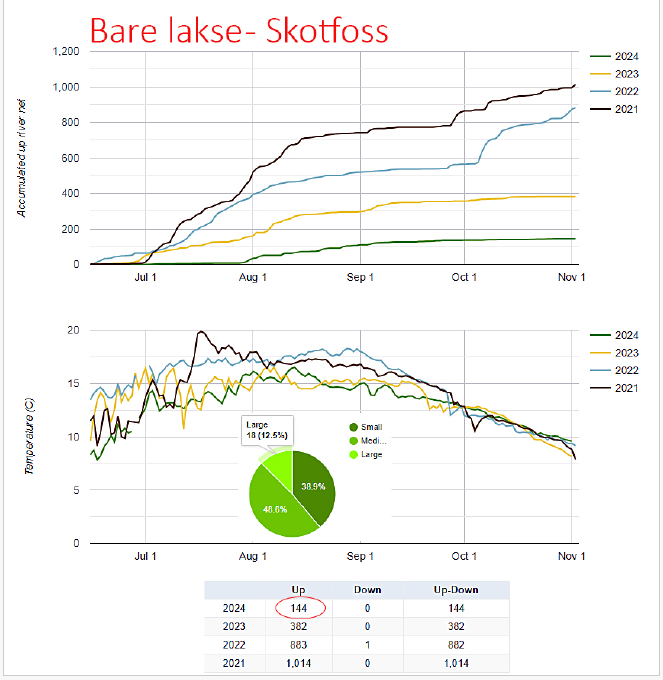 Bare lakse- Skotfoss
1,200
1,000
800
600
400
200
0
Accumulated up river net
Jul 1
Aug 1
Sep 1
Oct 1
Nov 1
2024
2023
2022
2021
20
15
10
5
0
Temperature (C)
Jul 1
Aug 1
Sep 1
Oct 1
Nov 1
2024
2023
2022
2021
Large
18 (12.5%)
38.9%
48.6%
Small
Medi...
Large
Up Down Up-Down
2024 144 0 144
2023 382 0 382
2022 883 1 882
2021 1,014 0 1,014